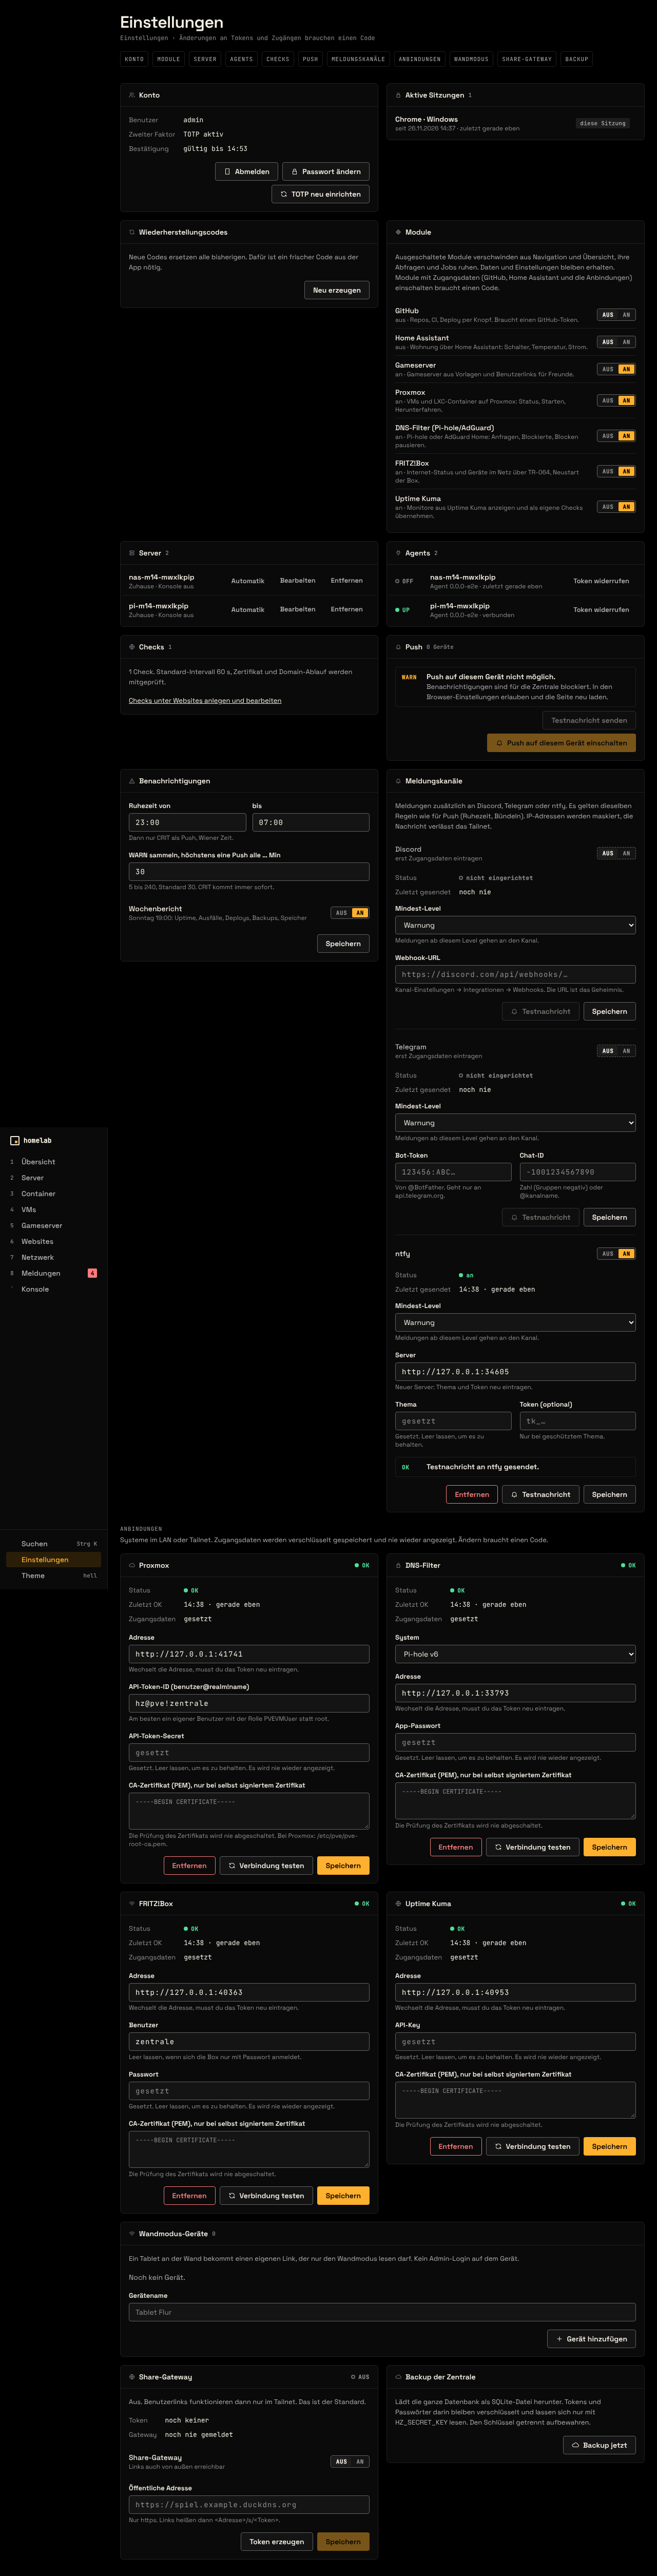 Einstellungen
Einstellungen · Änderungen an Tokens und Zugängen brauchen einen Code
KONTO
MODULE
SERVER
AGENTS
CHECKS
PUSH
MELDUNGSKANÄLE
ANBINDUNGEN
WANDMODUS
SHARE-GATEWAY
BACKUP
Konto
Benutzer admin
Zweiter Faktor TOTP aktiv
Bestätigung gültig bis 14:53
Abmelden
Passwort ändern
TOTP neu einrichten
Aktive Sitzungen 1
Chrome · Windows
seit 26.11.2026 14:37 · zuletzt gerade eben
diese Sitzung
Wiederherstellungscodes
Neue Codes ersetzen alle bisherigen. Dafür ist ein frischer Code aus der
App nötig.
Neu erzeugen
Module
Ausgeschaltete Module verschwinden aus Navigation und Übersicht, ihre
Abfragen und Jobs ruhen. Daten und Einstellungen bleiben erhalten.
Module mit Zugangsdaten (GitHub, Home Assistant und die Anbindungen)
einschalten braucht einen Code.
GitHub
aus · Repos, CI, Deploy per Knopf. Braucht einen GitHub-Token.
AUS AN
Home Assistant
aus · Wohnung über Home Assistant: Schalter, Temperatur, Strom.
AUS AN
Gameserver
an · Gameserver aus Vorlagen und Benutzerlinks für Freunde.
AUS AN
Proxmox
an · VMs und LXC-Container auf Proxmox: Status, Starten,
Herunterfahren.
AUS AN
DNS-Filter (Pi-hole/AdGuard)
an · Pi-hole oder AdGuard Home: Anfragen, Blockierte, Blocken
pausieren.
AUS AN
FRITZ!Box
an · Internet-Status und Geräte im Netz über TR-064, Neustart
der Box.
AUS AN
Uptime Kuma
an · Monitore aus Uptime Kuma anzeigen und als eigene Checks
übernehmen.
AUS AN
Server 2
nas-m14-mwxlkpip
Zuhause · Konsole aus
Automatik Bearbeiten Entfernen
pi-m14-mwxlkpip
Zuhause · Konsole aus
Automatik Bearbeiten Entfernen
Agents 2
OFF
nas-m14-mwxlkpip
Agent 0.0.0-e2e · zuletzt gerade eben
Token widerrufen
UP
pi-m14-mwxlkpip
Agent 0.0.0-e2e · verbunden
Token widerrufen
Checks 1
1 Check. Standard-Intervall 60 s, Zertifikat und Domain-Ablauf werden
mitgeprüft.
Checks unter Websites anlegen und bearbeiten
Push 0 Geräte
WARN
Push auf diesem Gerät nicht möglich.
Benachrichtigungen sind für die Zentrale blockiert. In den
Browser-Einstellungen erlauben und die Seite neu laden.
Testnachricht senden
Push auf diesem Gerät einschalten
Benachrichtigungen
Ruhezeit von bis
23:00 07:00
Dann nur CRIT als Push, Wiener Zeit.
WARN sammeln, höchstens eine Push alle … Min
30
5 bis 240, Standard 30. CRIT kommt immer sofort.
Wochenbericht
Sonntag 19:00: Uptime, Ausfälle, Deploys, Backups, Speicher
AUS AN
Speichern
Meldungskanäle
Meldungen zusätzlich an Discord, Telegram oder ntfy. Es gelten dieselben
Regeln wie für Push (Ruhezeit, Bündeln). IP-Adressen werden maskiert, die
Nachricht verlässt das Tailnet.
Discord
erst Zugangsdaten eintragen
AUS AN
Status nicht eingerichtet
Zuletzt gesendet noch nie
Mindest-Level
Warnung
Meldungen ab diesem Level gehen an den Kanal.
Webhook-URL
https://discord.com/api/webhooks/…
Kanal-Einstellungen → Integrationen → Webhooks. Die URL ist das Geheimnis.
Testnachricht
Speichern
Telegram
erst Zugangsdaten eintragen
AUS AN
Status nicht eingerichtet
Zuletzt gesendet noch nie
Mindest-Level
Warnung
Meldungen ab diesem Level gehen an den Kanal.
Bot-Token Chat-ID
123456:ABC… -1001234567890
Von @BotFather. Geht nur an
api.telegram.org.
Zahl (Gruppen negativ) oder
@kanalname.
Testnachricht
Speichern
ntfy
AUS AN
Status an
Zuletzt gesendet 14:38 · gerade eben
Mindest-Level
Warnung
Meldungen ab diesem Level gehen an den Kanal.
Server
http://127.0.0.1:34605
Neuer Server: Thema und Token neu eintragen.
Thema Token (optional)
gesetzt tk_…
Gesetzt. Leer lassen, um es zu
behalten.
Nur bei geschütztem Thema.
OK Testnachricht an ntfy gesendet.
Entfernen
Testnachricht
Speichern
homelab
1 Übersicht
2 Server
3 Container
4 VMs
5 Gameserver
6 Websites
7 Netzwerk
8 Meldungen 4
Konsole
Suchen Strg K
Einstellungen
Theme hell
ANBINDUNGEN
Systeme im LAN oder Tailnet. Zugangsdaten werden verschlüsselt gespeichert und nie wieder angezeigt. Ändern braucht einen Code.
Proxmox OK
Status OK
Zuletzt OK 14:38 · gerade eben
Zugangsdaten gesetzt
Adresse
http://127.0.0.1:41741
Wechselt die Adresse, musst du das Token neu eintragen.
API-Token-ID (benutzer@realm!name)
hz@pve!zentrale
Am besten ein eigener Benutzer mit der Rolle PVEVMUser statt root.
API-Token-Secret
gesetzt
Gesetzt. Leer lassen, um es zu behalten. Es wird nie wieder angezeigt.
CA-Zertifikat (PEM), nur bei selbst signiertem Zertifikat
-----BEGIN CERTIFICATE-----
Die Prüfung des Zertifikats wird nie abgeschaltet. Bei Proxmox: /etc/pve/pve-
root-ca.pem.
Entfernen
Verbindung testen
Speichern
DNS-Filter OK
Status OK
Zuletzt OK 14:38 · gerade eben
Zugangsdaten gesetzt
System
Pi-hole v6
Adresse
http://127.0.0.1:33793
Wechselt die Adresse, musst du das Token neu eintragen.
App-Passwort
gesetzt
Gesetzt. Leer lassen, um es zu behalten. Es wird nie wieder angezeigt.
CA-Zertifikat (PEM), nur bei selbst signiertem Zertifikat
-----BEGIN CERTIFICATE-----
Die Prüfung des Zertifikats wird nie abgeschaltet.
Entfernen
Verbindung testen
Speichern
FRITZ!Box OK
Status OK
Zuletzt OK 14:38 · gerade eben
Zugangsdaten gesetzt
Adresse
http://127.0.0.1:40363
Wechselt die Adresse, musst du das Token neu eintragen.
Benutzer
zentrale
Leer lassen, wenn sich die Box nur mit Passwort anmeldet.
Passwort
gesetzt
Gesetzt. Leer lassen, um es zu behalten. Es wird nie wieder angezeigt.
CA-Zertifikat (PEM), nur bei selbst signiertem Zertifikat
-----BEGIN CERTIFICATE-----
Die Prüfung des Zertifikats wird nie abgeschaltet.
Entfernen
Verbindung testen
Speichern
Uptime Kuma OK
Status OK
Zuletzt OK 14:38 · gerade eben
Zugangsdaten gesetzt
Adresse
http://127.0.0.1:40953
Wechselt die Adresse, musst du das Token neu eintragen.
API-Key
gesetzt
Gesetzt. Leer lassen, um es zu behalten. Es wird nie wieder angezeigt.
CA-Zertifikat (PEM), nur bei selbst signiertem Zertifikat
-----BEGIN CERTIFICATE-----
Die Prüfung des Zertifikats wird nie abgeschaltet.
Entfernen
Verbindung testen
Speichern
Wandmodus-Geräte 0
Ein Tablet an der Wand bekommt einen eigenen Link, der nur den Wandmodus lesen darf. Kein Admin-Login auf dem Gerät.
Noch kein Gerät.
Gerätename
Tablet Flur
Gerät hinzufügen
Share-Gateway AUS
Aus. Benutzerlinks funktionieren dann nur im Tailnet. Das ist der Standard.
Token noch keiner
Gateway noch nie gemeldet
Share-Gateway
Links auch von außen erreichbar
AUS AN
Öffentliche Adresse
https://spiel.example.duckdns.org
Nur https. Links heißen dann <Adresse>/s/<Token>.
Token erzeugen
Speichern
Backup der Zentrale
Lädt die ganze Datenbank als SQLite-Datei herunter. Tokens und
Passwörter darin bleiben verschlüsselt und lassen sich nur mit
HZ_SECRET_KEY lesen. Den Schlüssel getrennt aufbewahren.
Backup jetzt